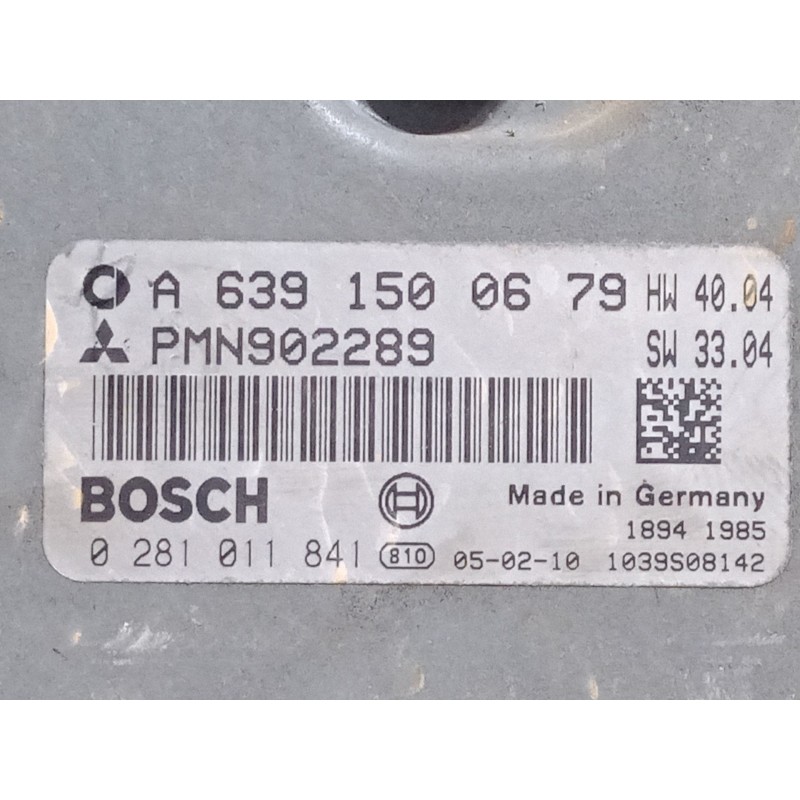 A 639 150 06 79 HW 40.04
PMN902289 SW 33.04
BOSCH Made in Germany
1894 1985
0 281 011 841 810 05-02-10 1039S08142